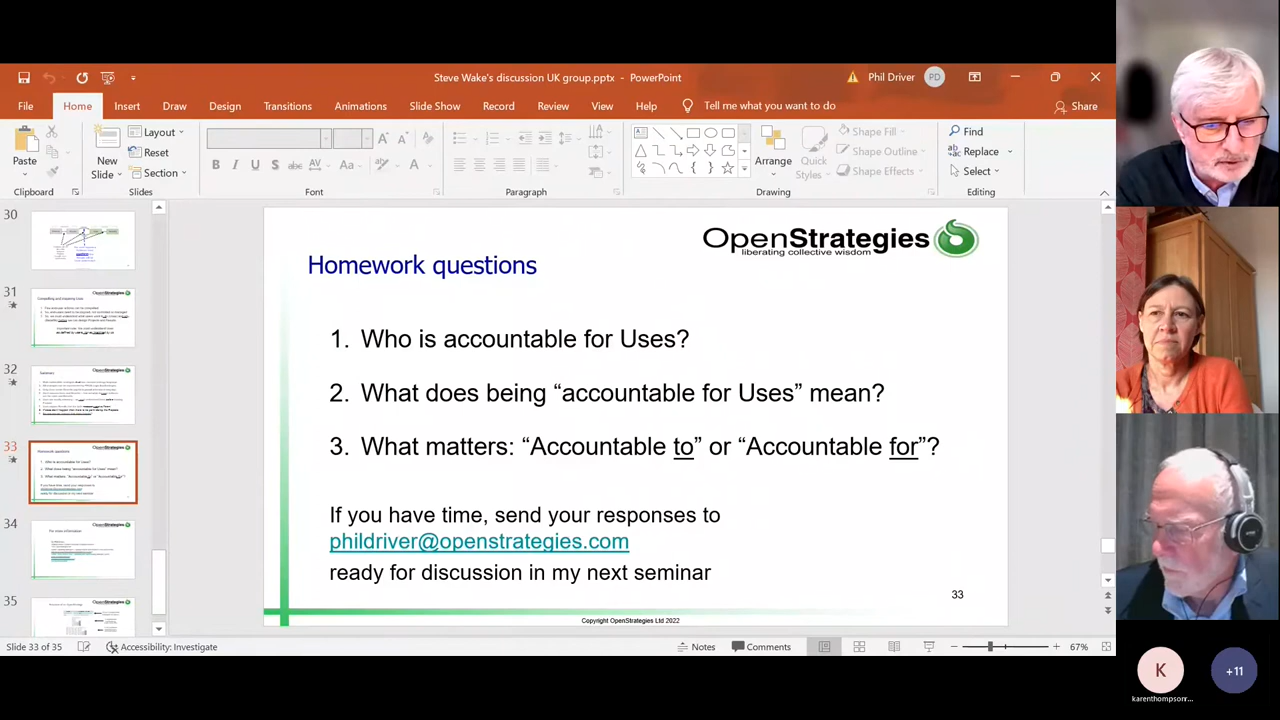 Steve Wake's discussion UK group.pptx - PowerPoint
Phil Driver
PD
File Home Insert Draw Design Transitions Animations Slide Show Record Review View Help Tell me what you want to do
Share
Paste
New
Slide
Layout
Reset
Section
Arrange
Quick
Styles
Shape Fill
Shape Outline
Shape Effects
Find
Replace
Select
Clipboard
Slides
Font
Paragraph
Drawing
Editing
30
31
32
Summary
33
Homework questions
34
35
OpenStrategies
liberating collective wisdom
Homework questions
1. Who is accountable for Uses?
2. What does being “accountable for Uses” mean?
3. What matters: “Accountable to” or “Accountable for”?
If you have time, send your responses to
phildriver@openstrategies.com
ready for discussion in my next seminar
33
Copyright OpenStrategies Ltd 2022
Slide 33 of 35
Accessibility: Investigate
Notes
Comments
67%
K
karenthompsonr...
+11